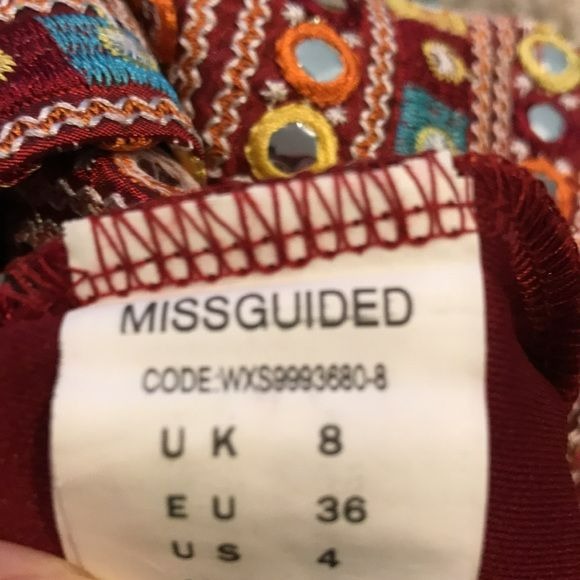 MISSGUIDED
CODE:WXS9993680-8
UK 8
EU 36
US 4